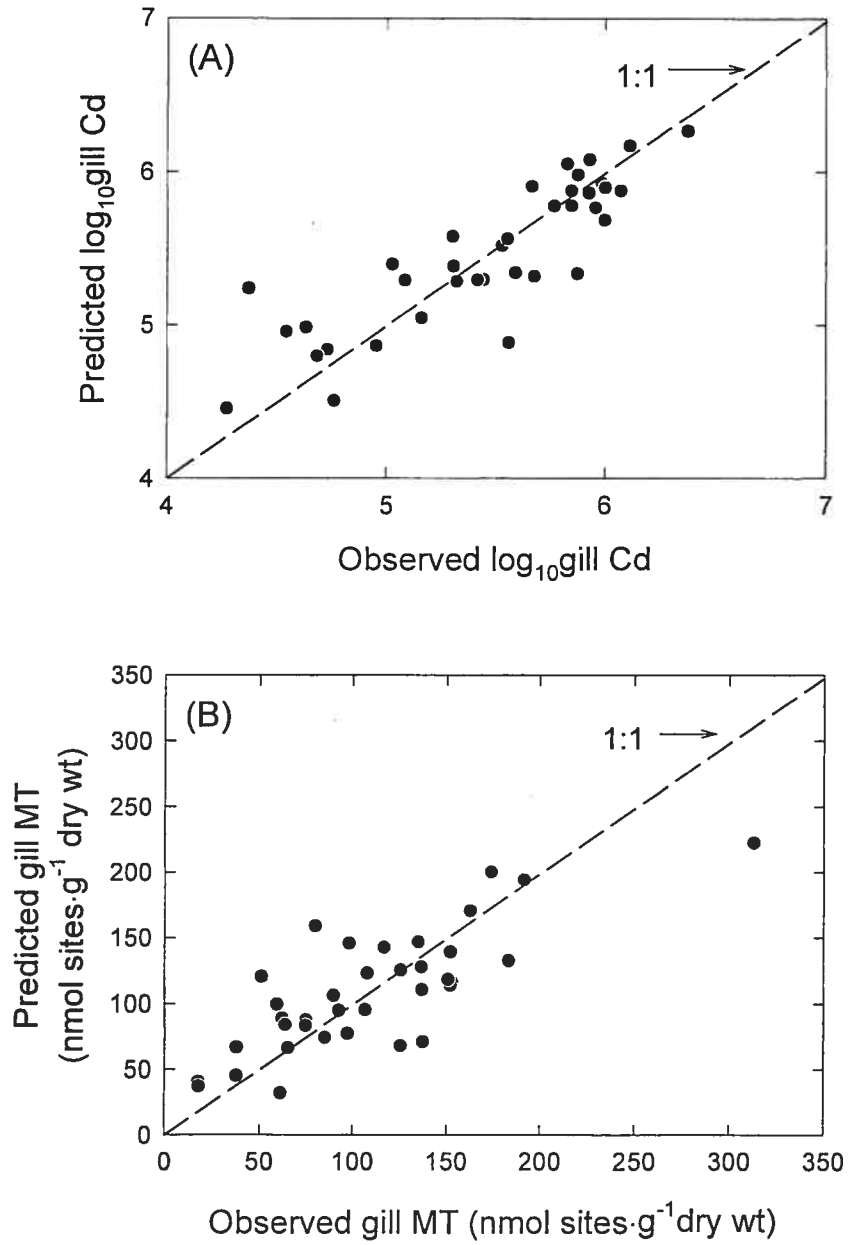 (A)
1:1
7
6
5
4
Predicted log10gill Cd
4 5 6 7
Observed log10gill Cd
(B)
1:1
350
300
250
200
150
100
50
0
Predicted gill MT
(nmol sites·g-1 dry wt)
0 50 100 150 200 250 300 350
Observed gill MT (nmol sites·g-1dry wt)